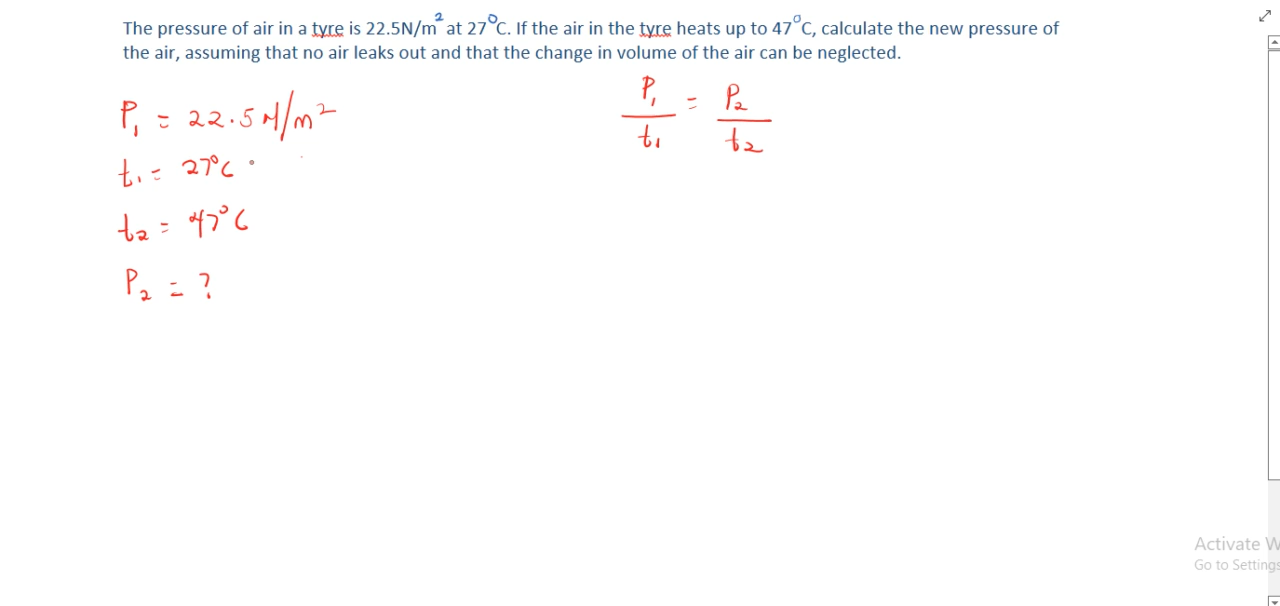 The pressure of air in a tyre is 22.5N/m² at 27⁰C. If the air in the tyre heats up to 47⁰C, calculate the new pressure of
the air, assuming that no air leaks out and that the change in volume of the air can be neglected.
P₁ = 22.5 N/m²
t₁ = 27°C
t₂ = 47°C
P₂ = ?
P₁/t₁ = P₂/t₂
Activate W
Go to Settings